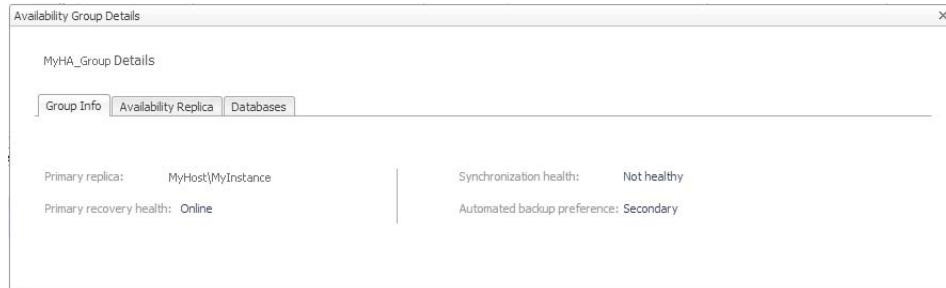 Availability Group Details
MyHA_Group Details
Group Info Availability Replica Databases
Primary replica: MyHost\MyInstance Synchronization health: Not healthy
Primary recovery health: Online Automated backup preference: Secondary